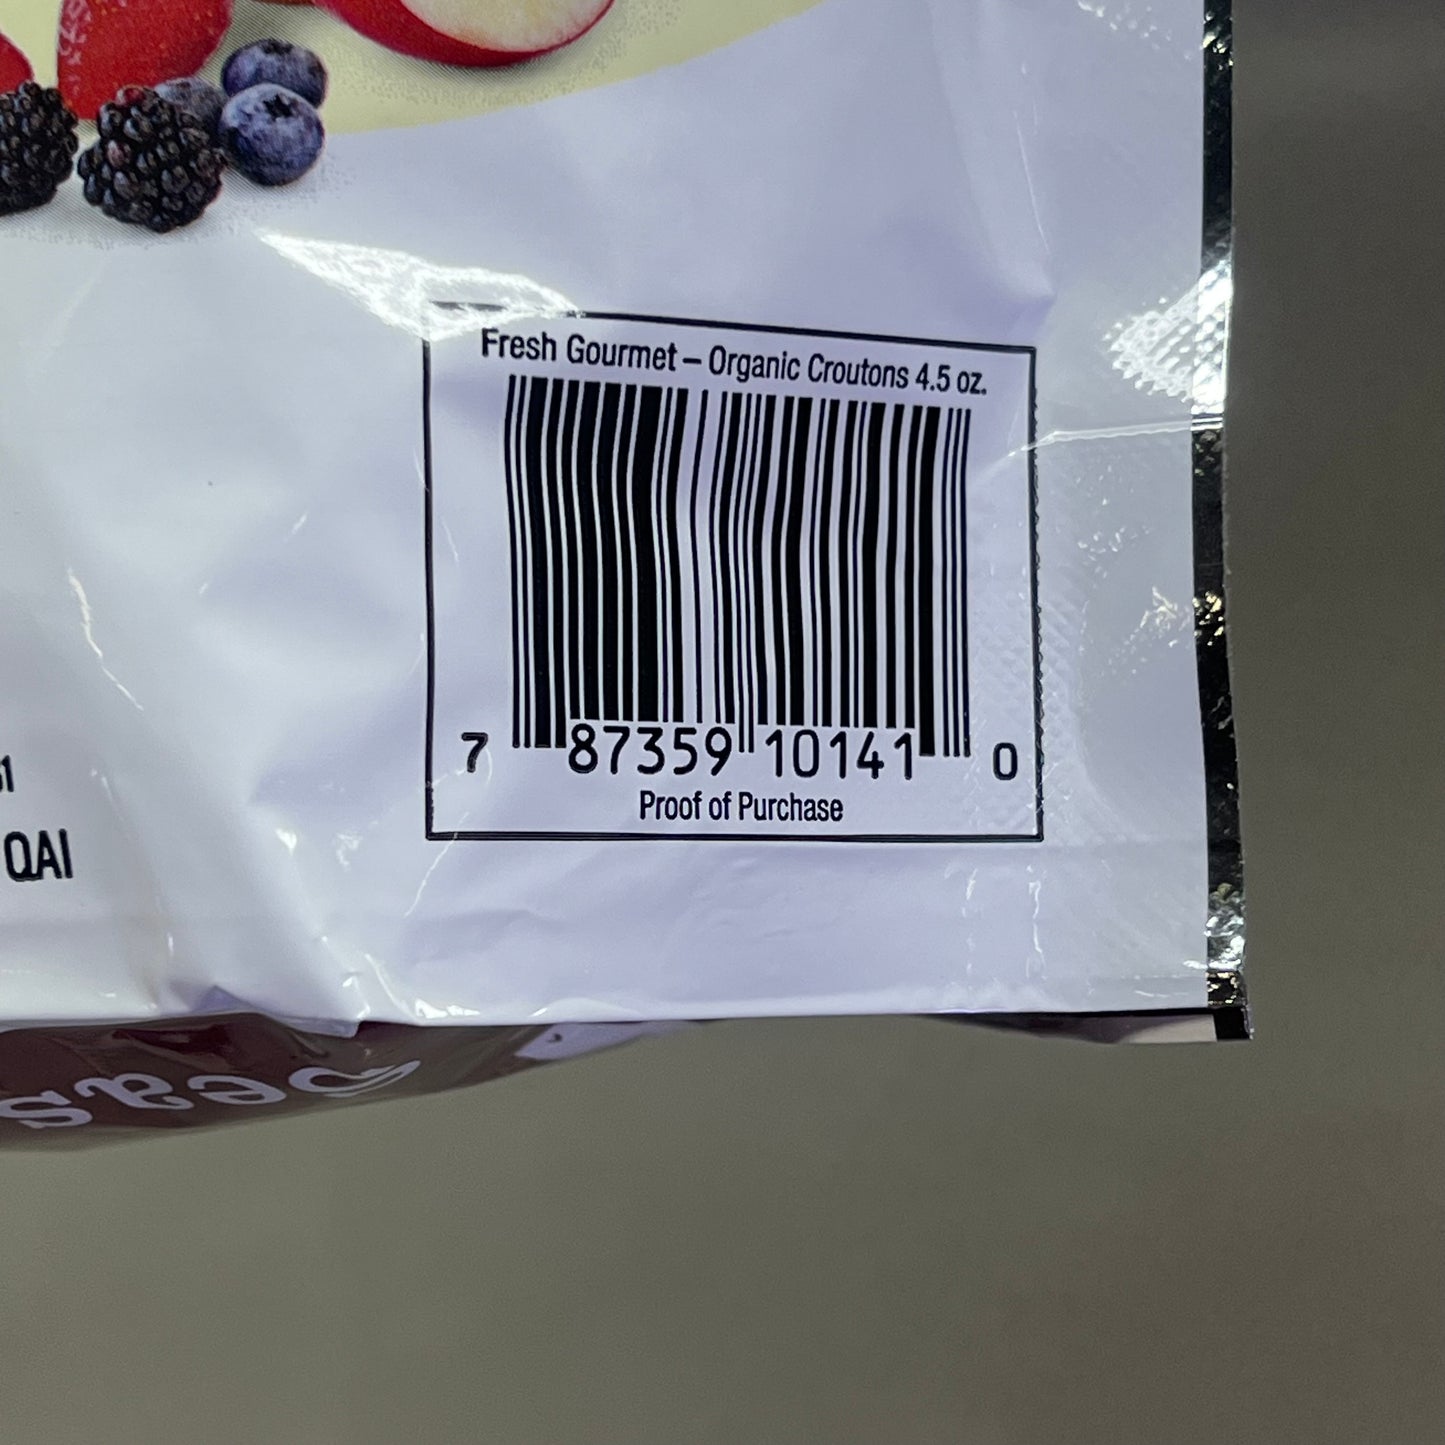 Fresh Gourmet – Organic Croutons 4.5 oz.
7 87359 10141 0
Proof of Purchase
QAI